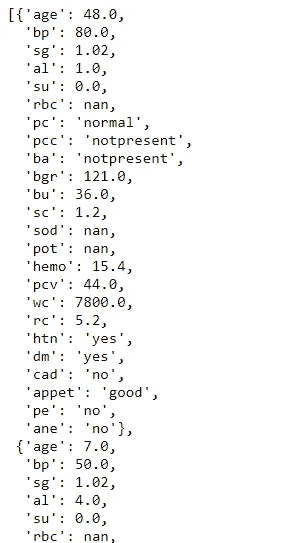 [{'age': 48.0,
'bp': 80.0,
'sg': 1.02,
'al': 1.0,
'su': 0.0,
'rbc': nan,
'pc': 'normal',
'pcc': 'notpresent',
'ba': 'notpresent',
'bgr': 121.0,
'bu': 36.0,
'sc': 1.2,
'sod': nan,
'pot': nan,
'hemo': 15.4,
'pcv': 44.0,
'wc': 7800.0,
'rc': 5.2,
'htn': 'yes',
'dm': 'yes',
'cad': 'no',
'appet': 'good',
'pe': 'no',
'ane': 'no'},
{'age': 7.0,
'bp': 50.0,
'sg': 1.02,
'al': 4.0,
'su': 0.0,
'rbc': nan,